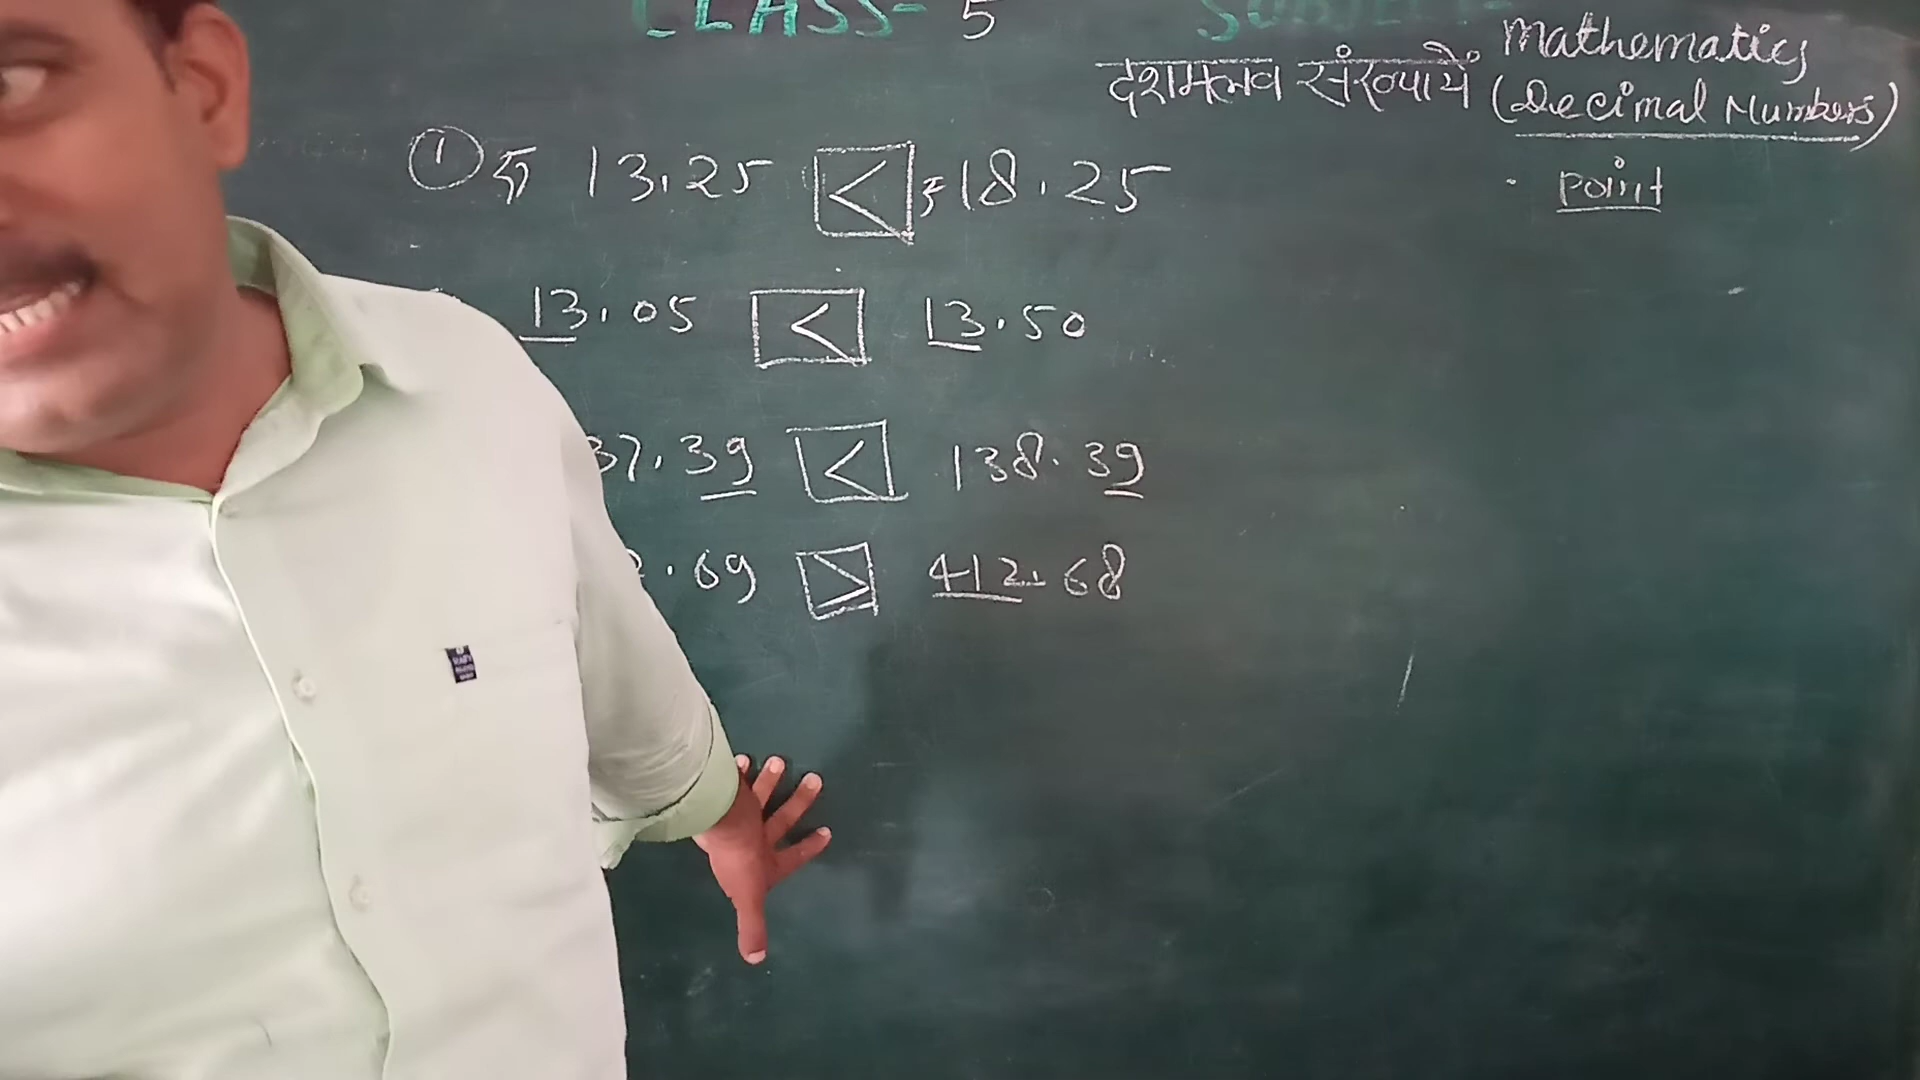 CLASS- 5 SUBJECT-
Mathematics
दशमलव संख्यायें (Decimal Numbers)
① क 13.25 < 18.25
. point
13.05 < 13.50
37.39 < 138.39
2.69 > 412.68